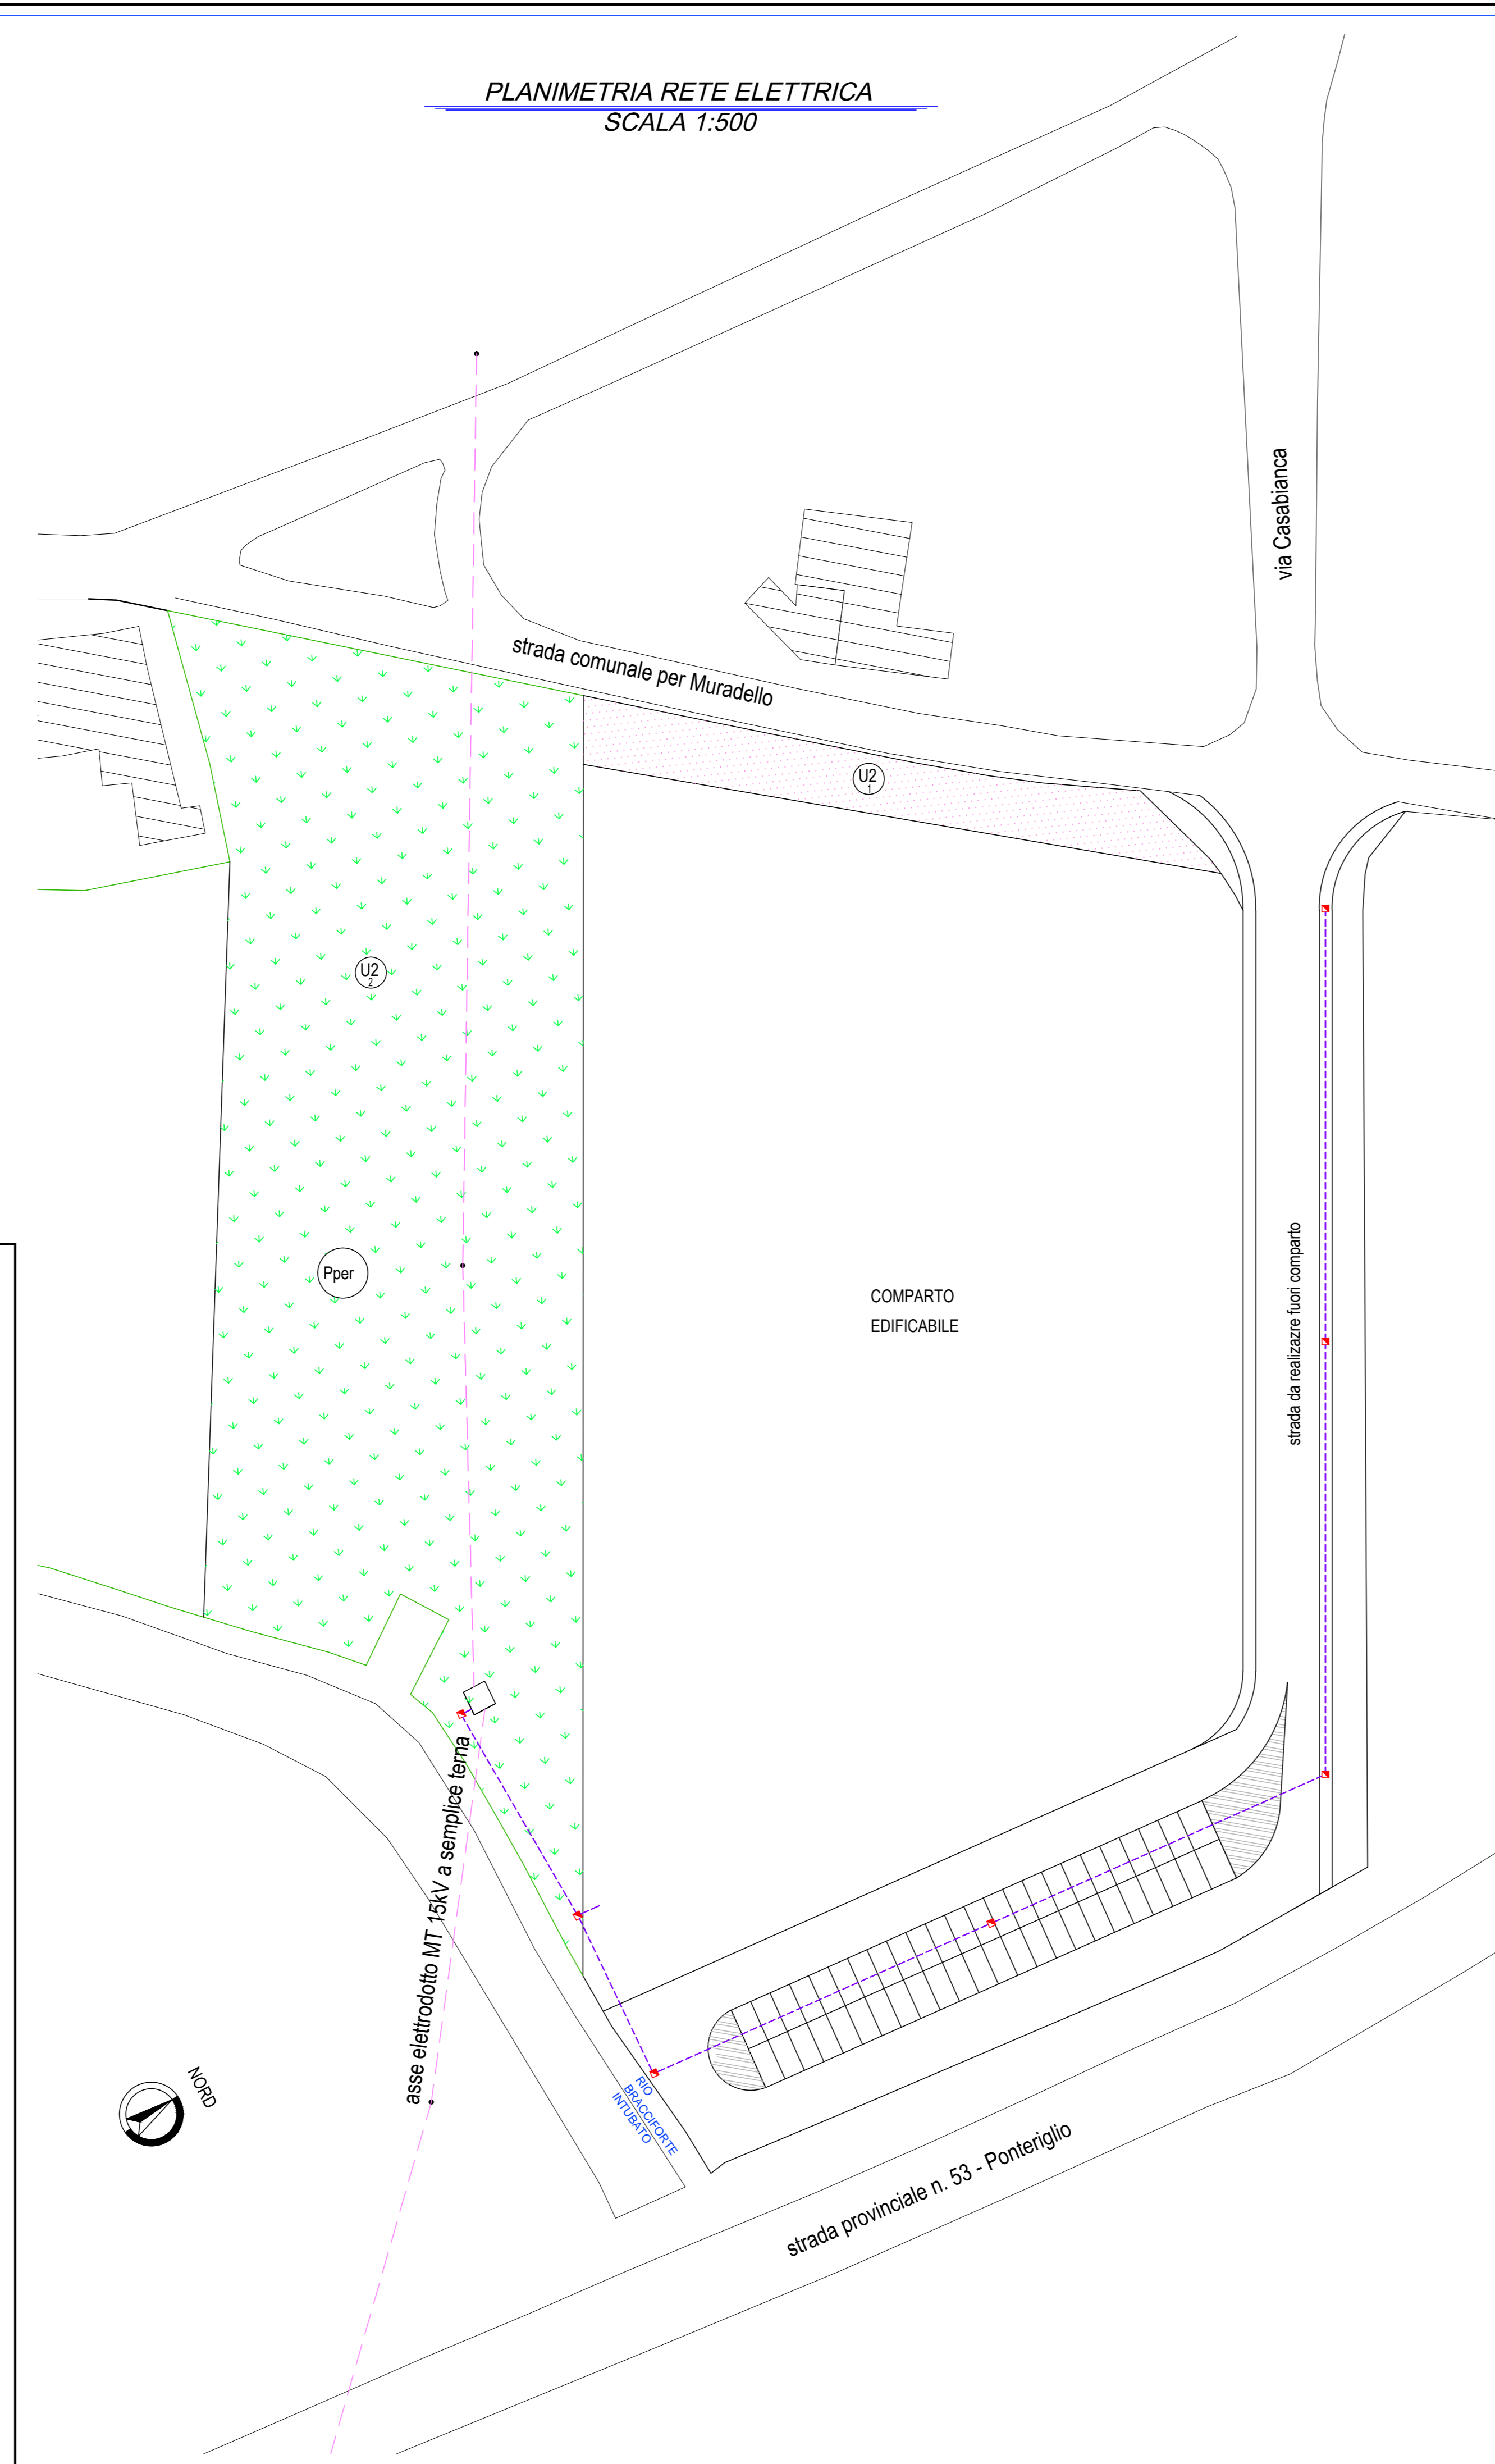 PLANIMETRIA RETE ELETTRICA
SCALA 1:500
via Casabianca
strada comunale per Muradello
U2
1
U2
2
Pper
COMPARTO
EDIFICABILE
strada da realizazre fuori comparto
asse elettrodotto MT 15kV a semplice terna
NORD
RIO
BRACCIFORTE
INTUBATO
strada provinciale n. 53 - Ponteriglio